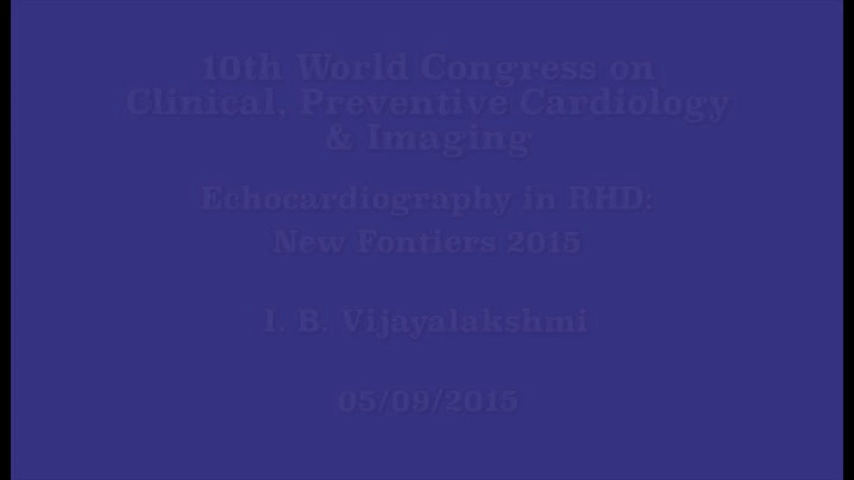 10th World Congress on
Clinical, Preventive Cardiology
& Imaging
Echocardiography in RHD:
New Fontiers 2015
I. B. Vijayalakshmi
05/09/2015